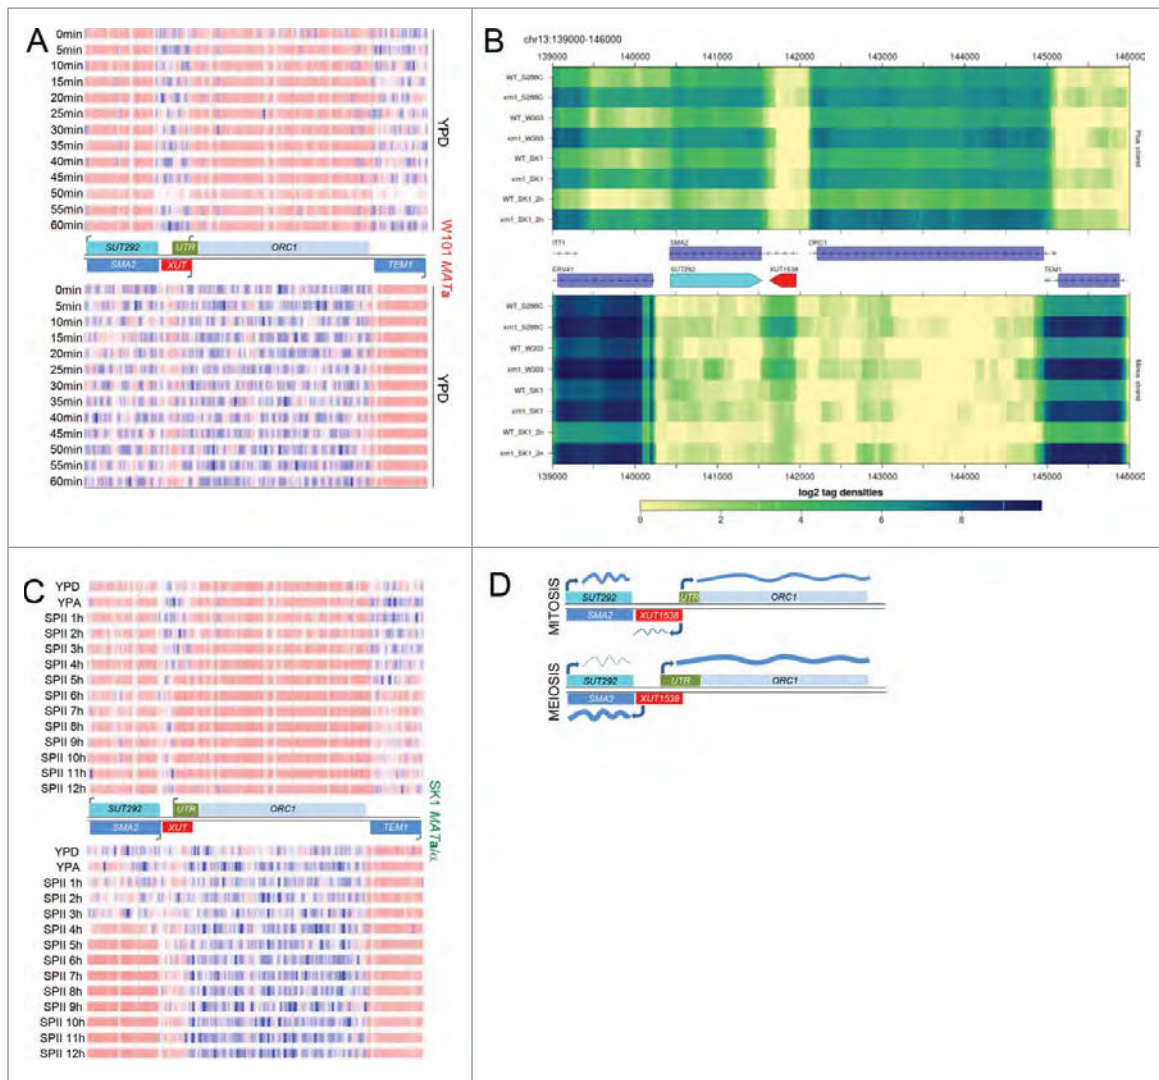 A
0min
5min
10min
15min
20min
25min
30min
35min
40min
45min
50min
55min
60min
YPD
SUT292
UTR
ORC1
SMA2
XUT
TEM1
W101 MATa
0min
5min
10min
15min
20min
25min
30min
35min
40min
45min
50min
55min
60min
YPD
B
chr13:139000-146000
139000 140000 141000 142000 143000 144000 145000 146000
WT_S288C
xrn1_S288C
WT_W303
xrn1_W303
WT_SK1
xrn1_SK1
WT_SK1_2n
xrn1_SK1_2n
Plus strand
SMA2
ORC1
ERV41
SUT292
XUT1538
TEM1
WT_S288C
xrn1_S288C
WT_W303
xrn1_W303
WT_SK1
xrn1_SK1
WT_SK1_2n
xrn1_SK1_2n
Minus strand
139000 140000 141000 142000 143000 144000 145000 146000
log2 tag densities
0 2 4 6 8
C
YPD
YPA
SPII 1h
SPII 2h
SPII 3h
SPII 4h
SPII 5h
SPII 6h
SPII 7h
SPII 8h
SPII 9h
SPII 10h
SPII 11h
SPII 12h
SUT292
UTR
ORC1
SMA2
XUT
TEM1
SK1 MATa/α
YPD
YPA
SPII 1h
SPII 2h
SPII 3h
SPII 4h
SPII 5h
SPII 6h
SPII 7h
SPII 8h
SPII 9h
SPII 10h
SPII 11h
SPII 12h
D
MITOSIS
SUT292
UTR
ORC1
SMA2
XUT1538
MEIOSIS
SUT292
UTR
ORC1
SMA2
XUT1538